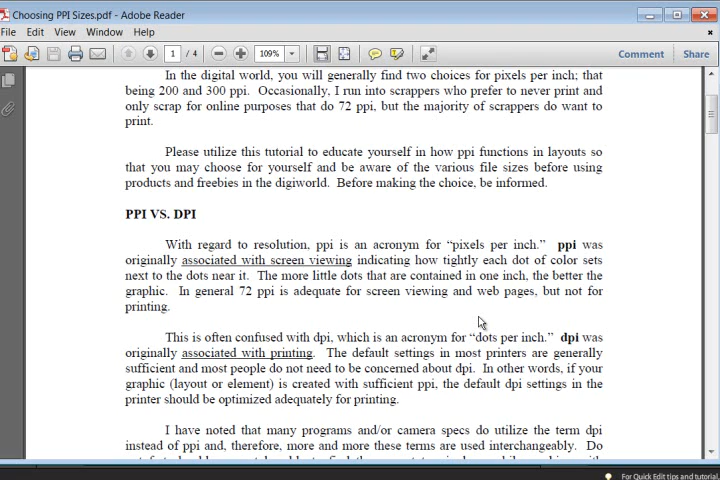 Choosing PPI Sizes.pdf - Adobe Reader
File Edit View Window Help
1 / 4 109% Comment Share
In the digital world, you will generally find two choices for pixels per inch; that
being 200 and 300 ppi. Occasionally, I run into scrappers who prefer to never print and
only scrap for online purposes that do 72 ppi, but the majority of scrappers do want to
print.
Please utilize this tutorial to educate yourself in how ppi functions in layouts so
that you may choose for yourself and be aware of the various file sizes before using
products and freebies in the digiworld. Before making the choice, be informed.
PPI VS. DPI
With regard to resolution, ppi is an acronym for “pixels per inch.” ppi was
originally associated with screen viewing indicating how tightly each dot of color sets
next to the dots near it. The more little dots that are contained in one inch, the better the
graphic. In general 72 ppi is adequate for screen viewing and web pages, but not for
printing.
This is often confused with dpi, which is an acronym for “dots per inch.” dpi was
originally associated with printing. The default settings in most printers are generally
sufficient and most people do not need to be concerned about dpi. In other words, if your
graphic (layout or element) is created with sufficient ppi, the default dpi settings in the
printer should be optimized adequately for printing.
I have noted that many programs and/or camera specs do utilize the term dpi
instead of ppi and, therefore, more and more these terms are used interchangeably. Do
For Quick Edit tips and tutorial,